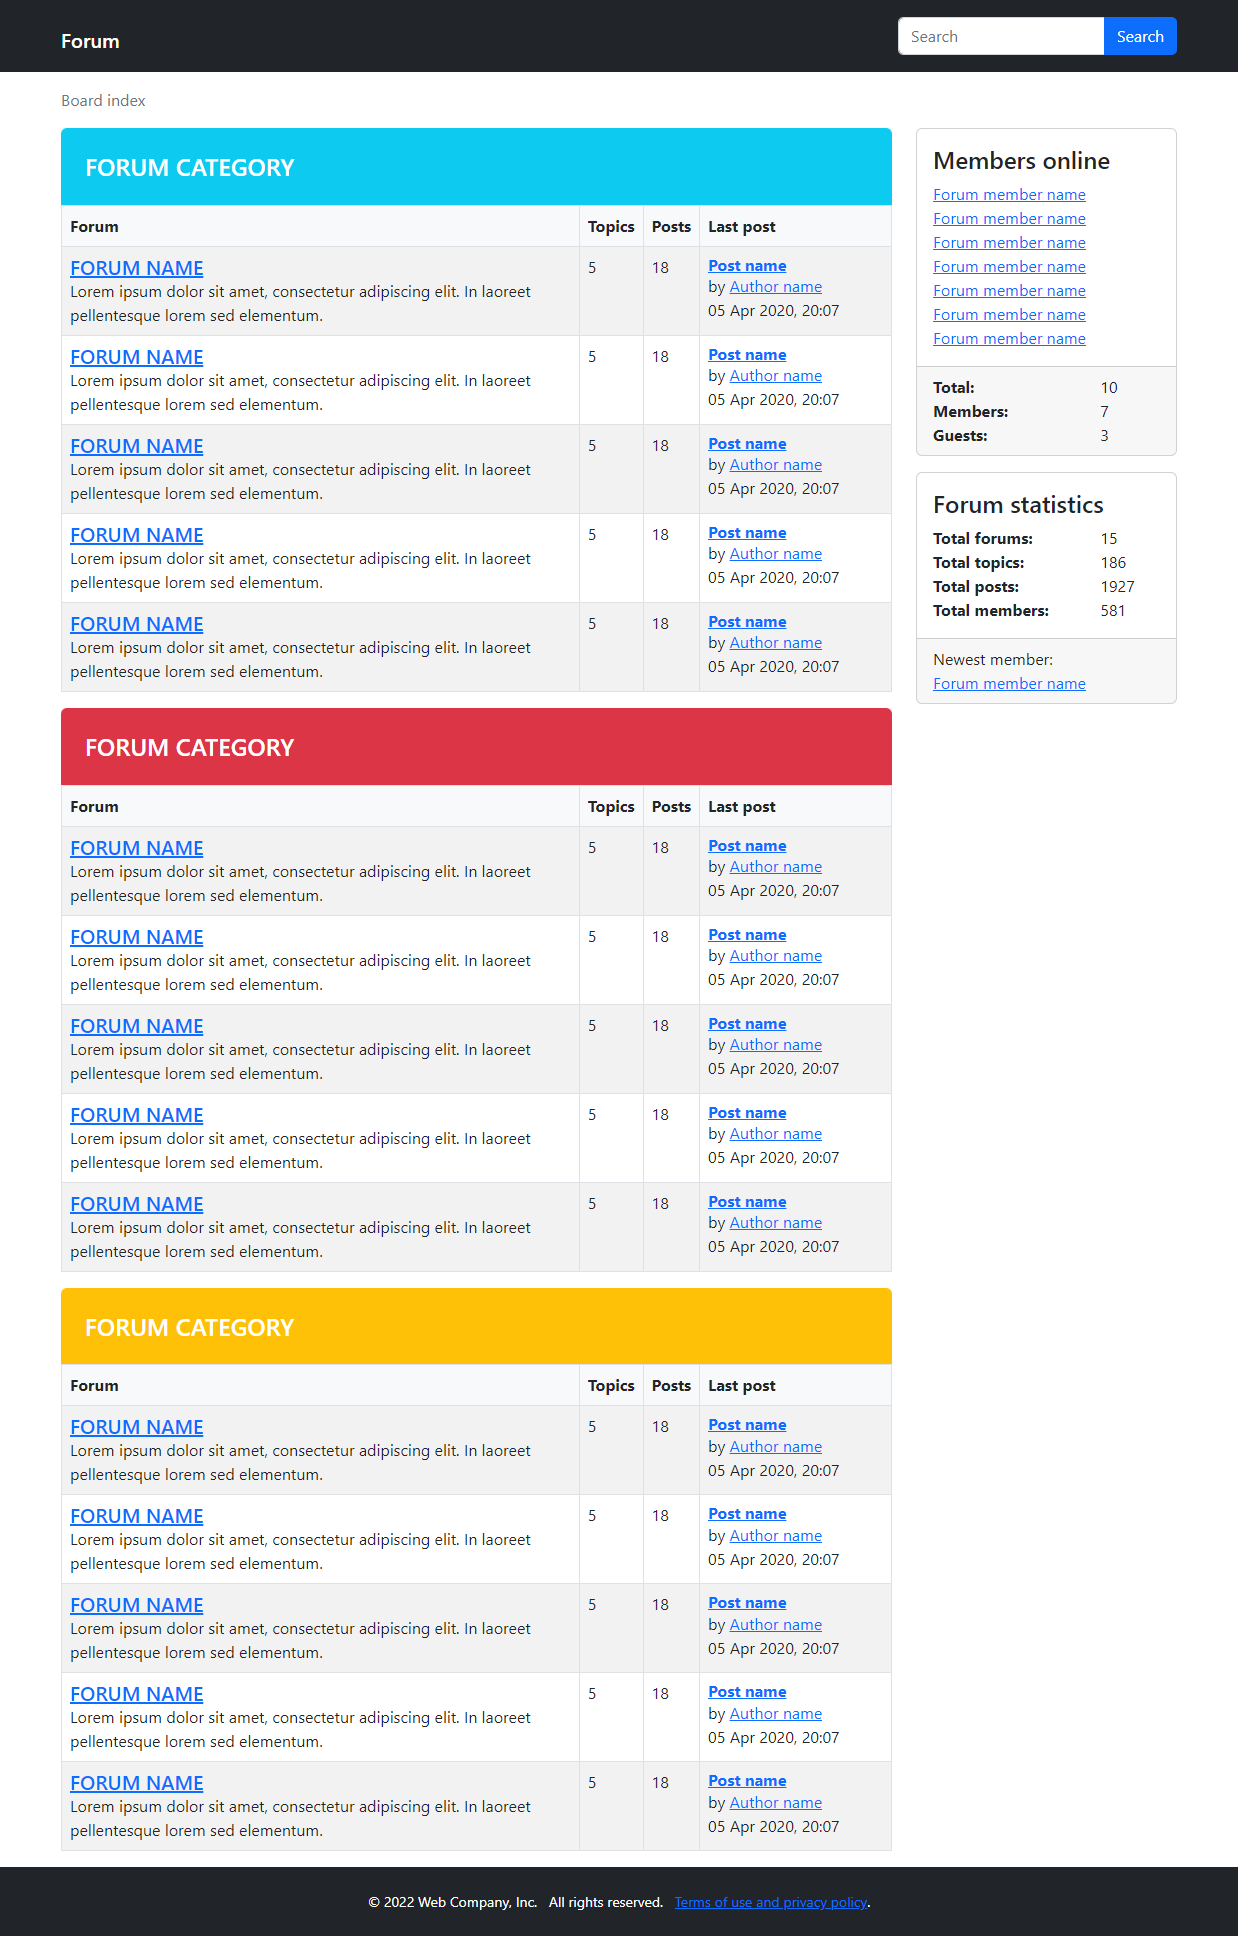 Forum
Search
Search
Board index
FORUM CATEGORY
Forum Topics Posts Last post
FORUM NAME 5 18 Post name
Lorem ipsum dolor sit amet, consectetur adipiscing elit. In laoreet by Author name
pellentesque lorem sed elementum. 05 Apr 2020, 20:07
FORUM NAME 5 18 Post name
Lorem ipsum dolor sit amet, consectetur adipiscing elit. In laoreet by Author name
pellentesque lorem sed elementum. 05 Apr 2020, 20:07
FORUM NAME 5 18 Post name
Lorem ipsum dolor sit amet, consectetur adipiscing elit. In laoreet by Author name
pellentesque lorem sed elementum. 05 Apr 2020, 20:07
FORUM NAME 5 18 Post name
Lorem ipsum dolor sit amet, consectetur adipiscing elit. In laoreet by Author name
pellentesque lorem sed elementum. 05 Apr 2020, 20:07
FORUM NAME 5 18 Post name
Lorem ipsum dolor sit amet, consectetur adipiscing elit. In laoreet by Author name
pellentesque lorem sed elementum. 05 Apr 2020, 20:07
FORUM CATEGORY
Forum Topics Posts Last post
FORUM NAME 5 18 Post name
Lorem ipsum dolor sit amet, consectetur adipiscing elit. In laoreet by Author name
pellentesque lorem sed elementum. 05 Apr 2020, 20:07
FORUM NAME 5 18 Post name
Lorem ipsum dolor sit amet, consectetur adipiscing elit. In laoreet by Author name
pellentesque lorem sed elementum. 05 Apr 2020, 20:07
FORUM NAME 5 18 Post name
Lorem ipsum dolor sit amet, consectetur adipiscing elit. In laoreet by Author name
pellentesque lorem sed elementum. 05 Apr 2020, 20:07
FORUM NAME 5 18 Post name
Lorem ipsum dolor sit amet, consectetur adipiscing elit. In laoreet by Author name
pellentesque lorem sed elementum. 05 Apr 2020, 20:07
FORUM NAME 5 18 Post name
Lorem ipsum dolor sit amet, consectetur adipiscing elit. In laoreet by Author name
pellentesque lorem sed elementum. 05 Apr 2020, 20:07
FORUM CATEGORY
Forum Topics Posts Last post
FORUM NAME 5 18 Post name
Lorem ipsum dolor sit amet, consectetur adipiscing elit. In laoreet by Author name
pellentesque lorem sed elementum. 05 Apr 2020, 20:07
FORUM NAME 5 18 Post name
Lorem ipsum dolor sit amet, consectetur adipiscing elit. In laoreet by Author name
pellentesque lorem sed elementum. 05 Apr 2020, 20:07
FORUM NAME 5 18 Post name
Lorem ipsum dolor sit amet, consectetur adipiscing elit. In laoreet by Author name
pellentesque lorem sed elementum. 05 Apr 2020, 20:07
FORUM NAME 5 18 Post name
Lorem ipsum dolor sit amet, consectetur adipiscing elit. In laoreet by Author name
pellentesque lorem sed elementum. 05 Apr 2020, 20:07
FORUM NAME 5 18 Post name
Lorem ipsum dolor sit amet, consectetur adipiscing elit. In laoreet by Author name
pellentesque lorem sed elementum. 05 Apr 2020, 20:07
Members online
Forum member name
Forum member name
Forum member name
Forum member name
Forum member name
Forum member name
Forum member name
Total: 10
Members: 7
Guests: 3
Forum statistics
Total forums: 15
Total topics: 186
Total posts: 1927
Total members: 581
Newest member:
Forum member name
© 2022 Web Company, Inc. All rights reserved. Terms of use and privacy policy.